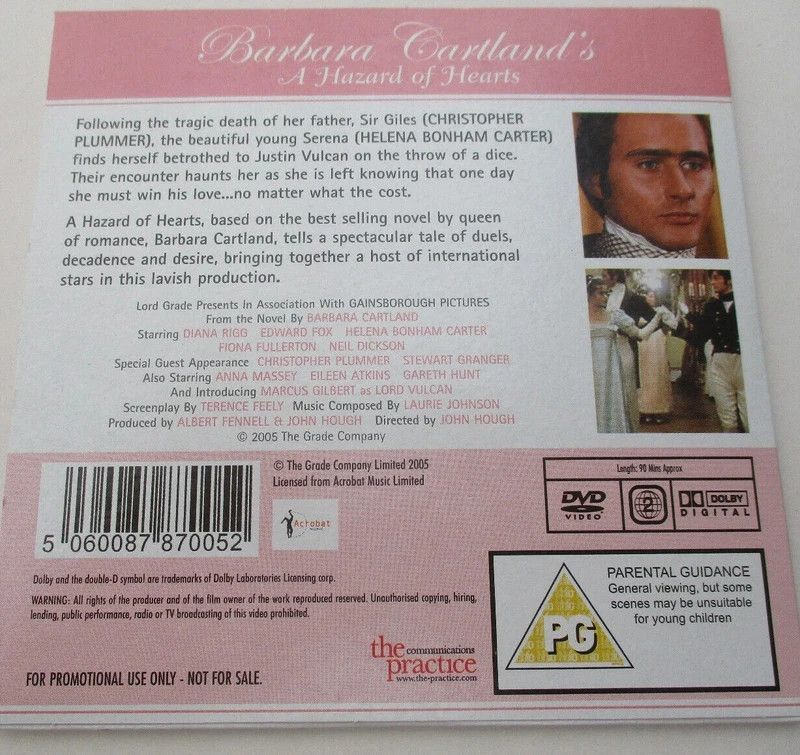 Barbara Cartland's
A Hazard of Hearts
Following the tragic death of her father, Sir Giles (CHRISTOPHER
PLUMMER), the beautiful young Serena (HELENA BONHAM CARTER)
finds herself betrothed to Justin Vulcan on the throw of a dice.
Their encounter haunts her as she is left knowing that one day
she must win his love...no matter what the cost.
A Hazard of Hearts, based on the best selling novel by queen
of romance, Barbara Cartland, tells a spectacular tale of duels,
decadence and desire, bringing together a host of international
stars in this lavish production.
Lord Grade Presents In Association With GAINSBOROUGH PICTURES
From the Novel By BARBARA CARTLAND
Starring DIANA RIGG EDWARD FOX HELENA BONHAM CARTER
FIONA FULLERTON NEIL DICKSON
Special Guest Appearance CHRISTOPHER PLUMMER STEWART GRANGER
Also Starring ANNA MASSEY EILEEN ATKINS GARETH HUNT
And Introducing MARCUS GILBERT as LORD VULCAN
Screenplay By TERENCE FEELY Music Composed By LAURIE JOHNSON
Produced by ALBERT FENNELL & JOHN HOUGH Directed by JOHN HOUGH
© 2005 The Grade Company
5 060087 870052
© The Grade Company Limited 2005
Licensed from Acrobat Music Limited
Acrobat
Length: 90 Mins Approx
DVD
VIDEO
2
DOLBY
DIGITAL
Dolby and the double-D symbol are trademarks of Dolby Laboratories Licensing corp.
WARNING: All rights of the producer and of the film owner of the work reproduced reserved. Unauthorised copying, hiring,
lending, public performance, radio or TV broadcasting of this video prohibited.
FOR PROMOTIONAL USE ONLY - NOT FOR SALE.
the communications
practice
www.the-practice.com
PG
PARENTAL GUIDANCE
General viewing, but some
scenes may be unsuitable
for young children